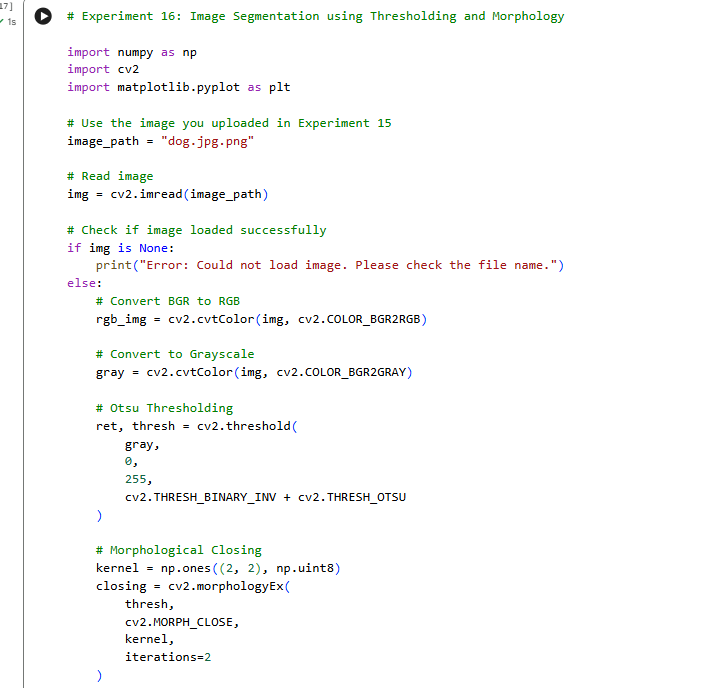 17]
1s
# Experiment 16: Image Segmentation using Thresholding and Morphology
import numpy as np
import cv2
import matplotlib.pyplot as plt
# Use the image you uploaded in Experiment 15
image_path = "dog.jpg.png"
# Read image
img = cv2.imread(image_path)
# Check if image loaded successfully
if img is None:
    print("Error: Could not load image. Please check the file name.")
else:
    # Convert BGR to RGB
    rgb_img = cv2.cvtColor(img, cv2.COLOR_BGR2RGB)
    # Convert to Grayscale
    gray = cv2.cvtColor(img, cv2.COLOR_BGR2GRAY)
    # Otsu Thresholding
    ret, thresh = cv2.threshold(
        gray,
        0,
        255,
        cv2.THRESH_BINARY_INV + cv2.THRESH_OTSU
    )
    # Morphological Closing
    kernel = np.ones((2, 2), np.uint8)
    closing = cv2.morphologyEx(
        thresh,
        cv2.MORPH_CLOSE,
        kernel,
        iterations=2
    )